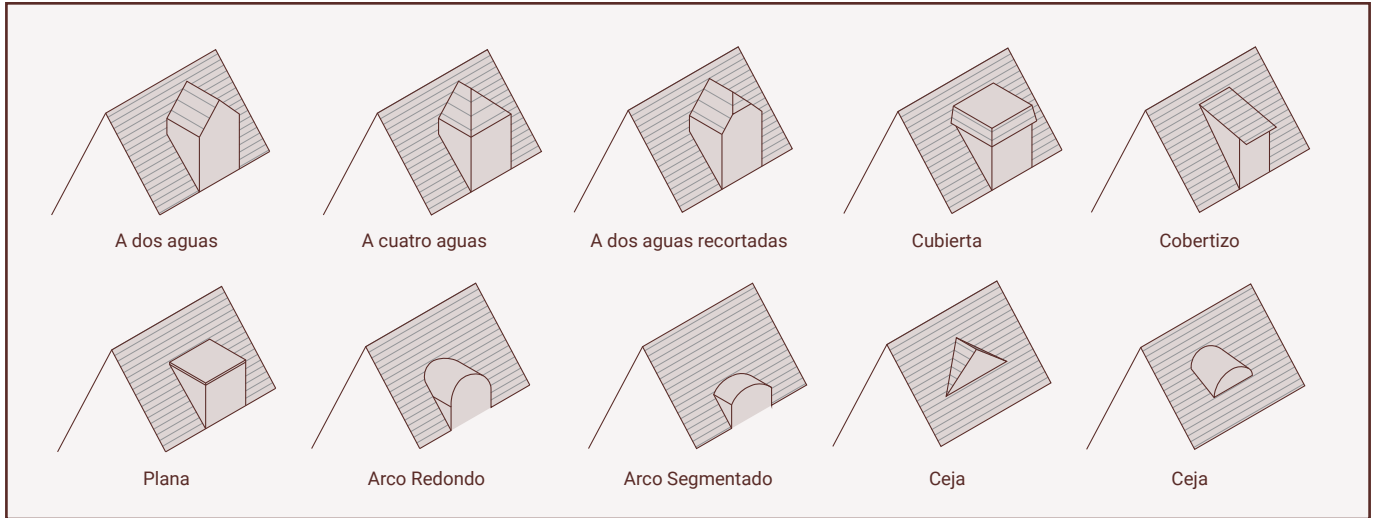 A dos aguas
A cuatro aguas
A dos aguas recortadas
Cubierta
Cobertizo
Plana
Arco Redondo
Arco Segmentado
Ceja
Ceja